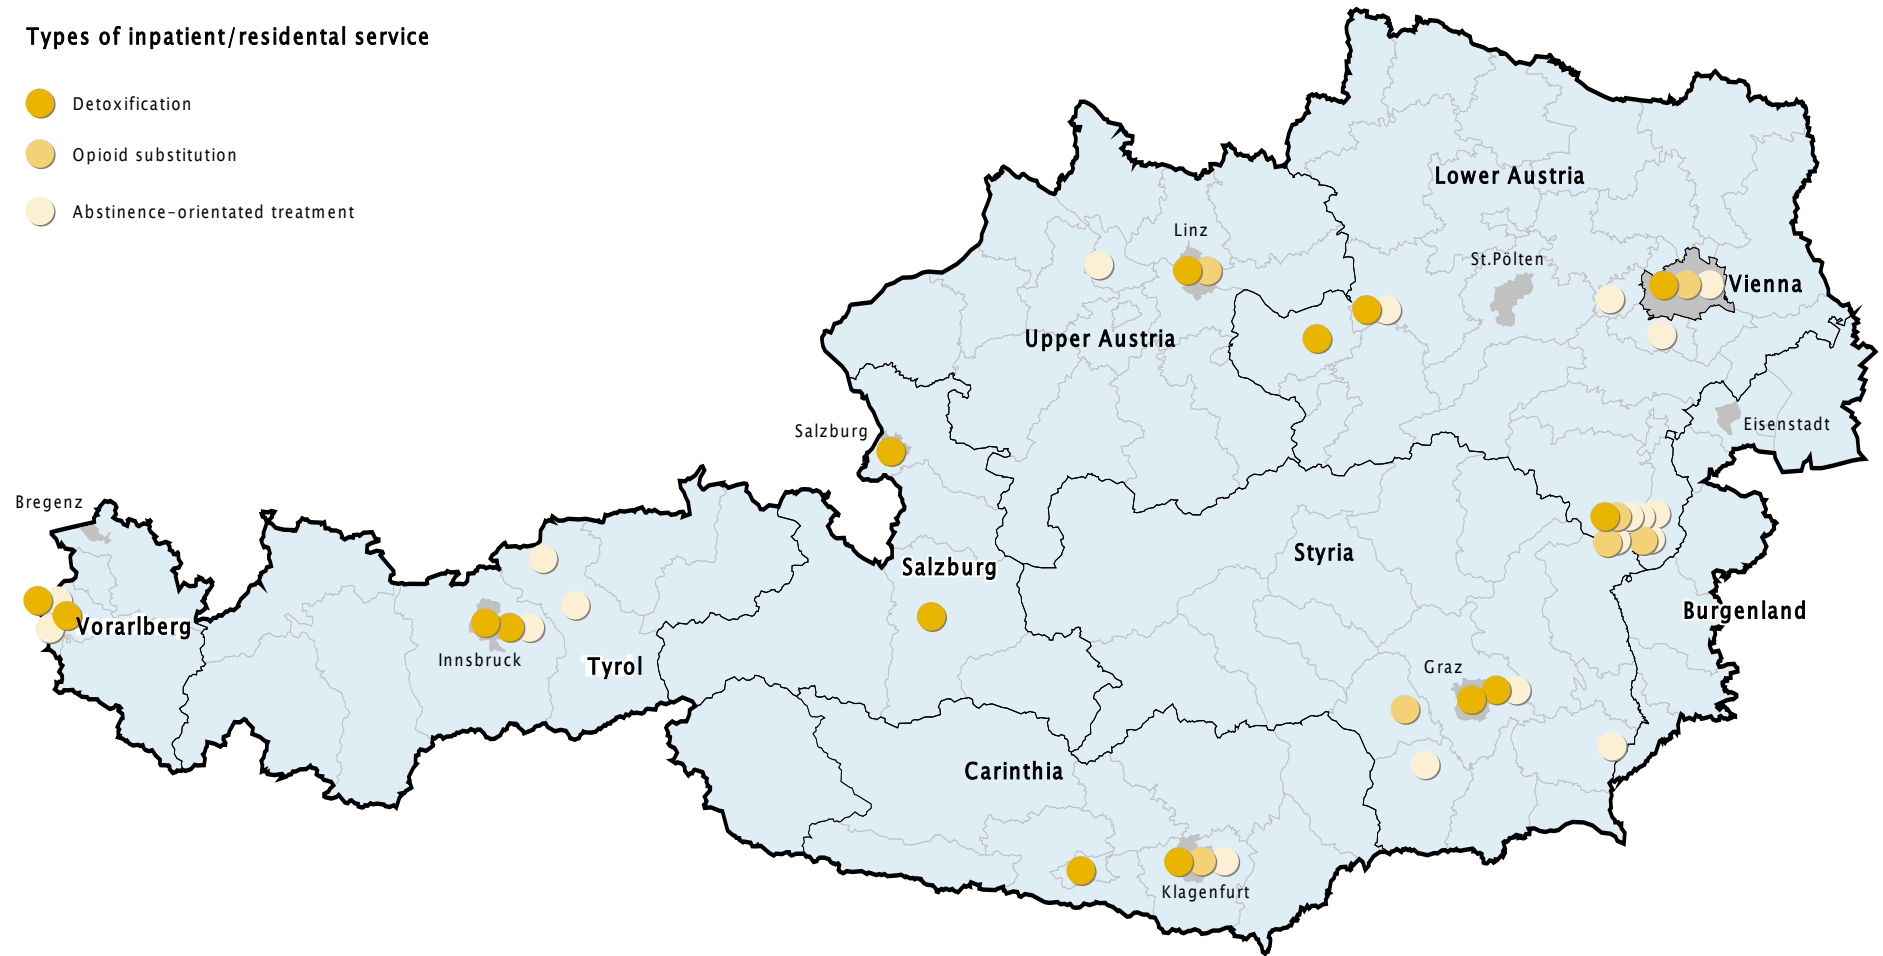 Types of inpatient/residental service
Detoxification
Opioid substitution
Abstinence-orientated treatment
Lower Austria
Linz
St.Pölten
Vienna
Upper Austria
Salzburg
Eisenstadt
Bregenz
Styria
Salzburg
Burgenland
Vorarlberg
Innsbruck
Tyrol
Graz
Carinthia
Klagenfurt